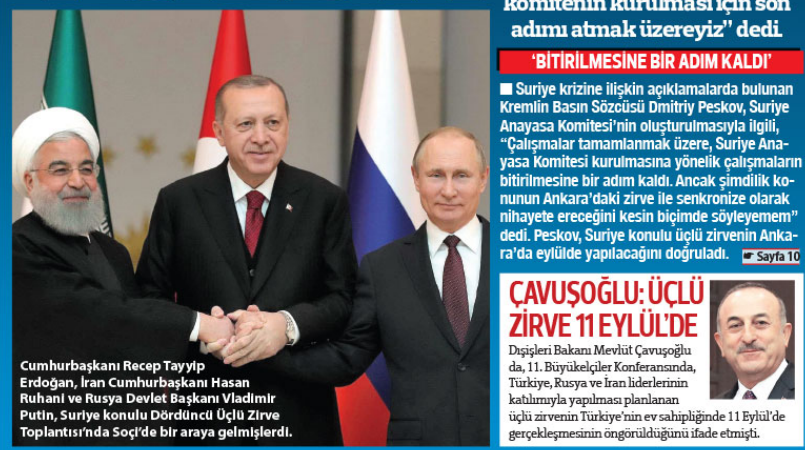 komitenin kurulması için son
adımı atmak üzereyiz” dedi.
‘BİTİRİLMESİNE BİR ADIM KALDI’
■ Suriye krizine ilişkin açıklamalarda bulunan
Kremlin Basın Sözcüsü Dmitriy Peskov, Suriye
Anayasa Komitesi’nin oluşturulmasıyla ilgili,
“Çalışmalar tamamlanmak üzere, Suriye Ana-
yasa Komitesi kurulmasına yönelik çalışmaların
bitirilmesine bir adım kaldı. Ancak şimdilik ko-
nunun Ankara’daki zirve ile senkronize olarak
nihayete ereceğini kesin biçimde söyleyemem”
dedi. Peskov, Suriye konulu üçlü zirvenin Anka-
ra’da eylülde yapılacağını doğruladı.
☛ Sayfa 10
Cumhurbaşkanı Recep Tayyip
Erdoğan, İran Cumhurbaşkanı Hasan
Ruhani ve Rusya Devlet Başkanı Vladimir
Putin, Suriye konulu Dördüncü Üçlü Zirve
Toplantısı’nda Soçi’de bir araya gelmişlerdi.
ÇAVUŞOĞLU: ÜÇLÜ
ZİRVE 11 EYLÜL’DE
Dışişleri Bakanı Mevlüt Çavuşoğlu
da, 11. Büyükelçiler Konferansında,
Türkiye, Rusya ve İran liderlerinin
katılımıyla yapılması planlanan
üçlü zirvenin Türkiye’nin ev sahipliğinde 11 Eylül’de
gerçekleşmesinin öngörüldüğünü ifade etmişti.